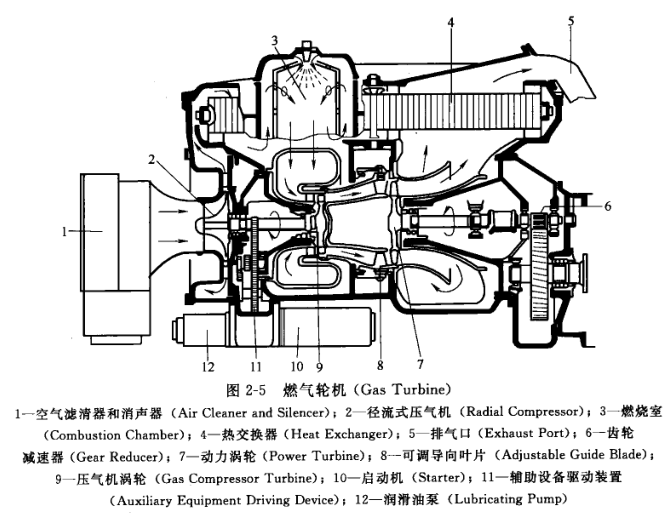 3
4
5
2
1
6
12
11
10
9
8
7
图 2-5 燃气轮机（Gas Turbine）
1—空气滤清器和消声器（Air Cleaner and Silencer）；2—径流式压气机（Radial Compressor）；3—燃烧室
（Combustion Chamber）；4—热交换器（Heat Exchanger）；5—排气口（Exhaust Port）；6—齿轮
减速器（Gear Reducer）；7—动力涡轮（Power Turbine）；8—可调导向叶片（Adjustable Guide Blade）；
9—压气机涡轮（Gas Compressor Turbine）；10—启动机（Starter）；11—辅助设备驱动装置
（Auxiliary Equipment Driving Device）；12—润滑油泵（Lubricating Pump）